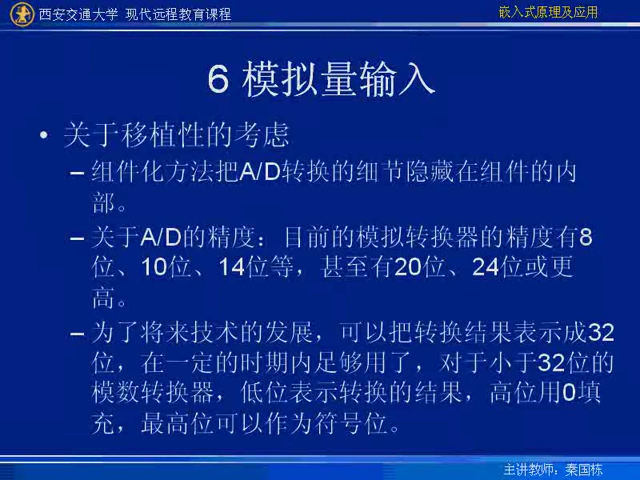 西安交通大学 现代远程教育课程
嵌入式原理及应用
6 模拟量输入
• 关于移植性的考虑
– 组件化方法把A/D转换的细节隐藏在组件的内
部。
– 关于A/D的精度：目前的模拟转换器的精度有8
位、10位、14位等，甚至有20位、24位或更
高。
– 为了将来技术的发展，可以把转换结果表示成32
位，在一定的时期内足够用了，对于小于32位的
模数转换器，低位表示转换的结果，高位用0填
充，最高位可以作为符号位。
主讲教师：秦国栋